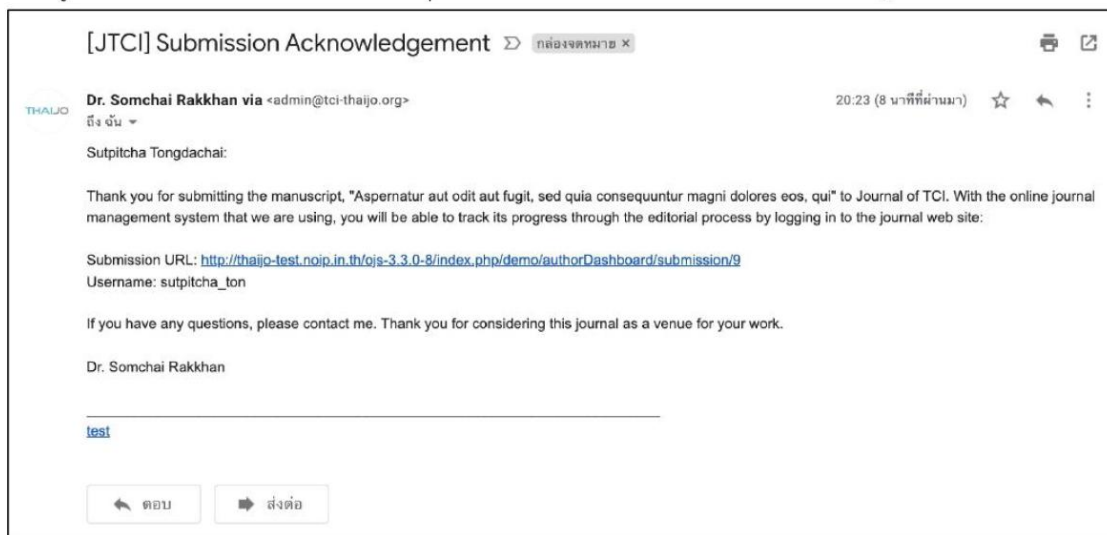 [JTCI] Submission Acknowledgement กล่องจดหมาย ×
THAIJO
Dr. Somchai Rakkhan via <admin@tci-thaijo.org> 20:23 (8 นาทีที่ผ่านมา)
ถึง ฉัน
Sutpitcha Tongdachai:
Thank you for submitting the manuscript, "Aspernatur aut odit aut fugit, sed quia consequuntur magni dolores eos, qui" to Journal of TCI. With the online journal
management system that we are using, you will be able to track its progress through the editorial process by logging in to the journal web site:
Submission URL: http://thaijo-test.noip.in.th/ojs-3.3.0-8/index.php/demo/authorDashboard/submission/9
Username: sutpitcha_ton
If you have any questions, please contact me. Thank you for considering this journal as a venue for your work.
Dr. Somchai Rakkhan
test
ตอบ ส่งต่อ